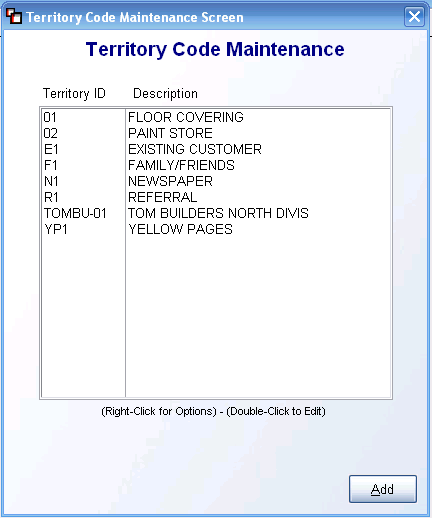 Territory Code Maintenance Screen
Territory Code Maintenance
Territory ID Description
01 FLOOR COVERING
02 PAINT STORE
E1 EXISTING CUSTOMER
F1 FAMILY/FRIENDS
N1 NEWSPAPER
R1 REFERRAL
TOMBU-01 TOM BUILDERS NORTH DIVIS
YP1 YELLOW PAGES
(Right-Click for Options) - (Double-Click to Edit)
Add